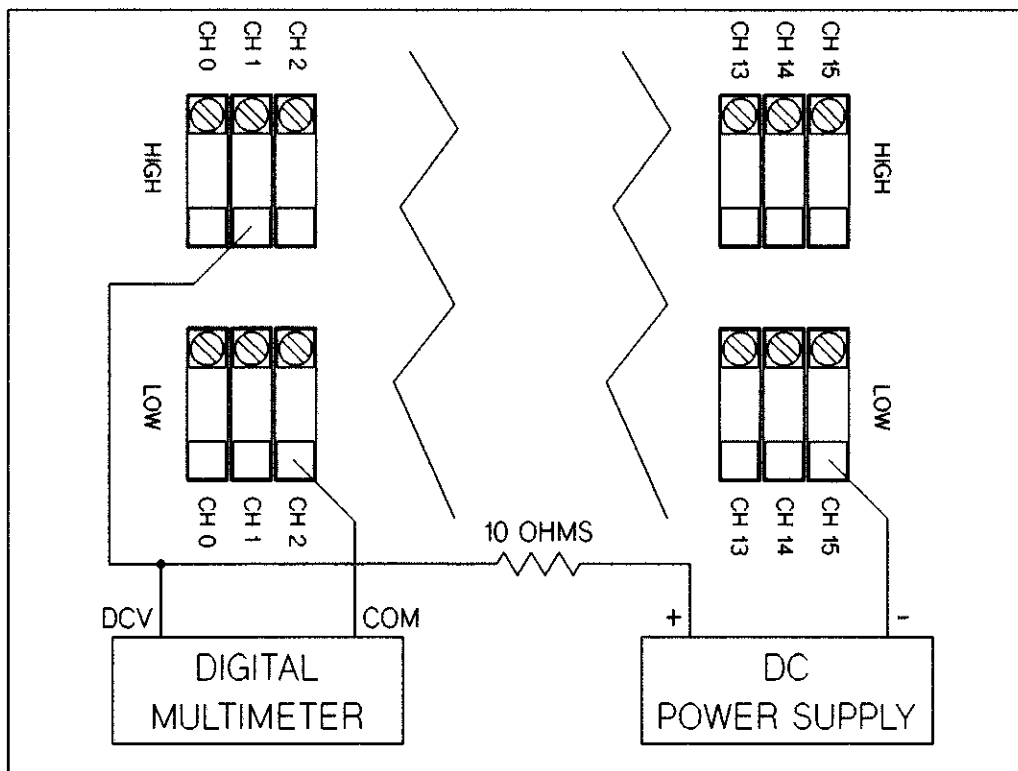 CH 0
CH 1
CH 2
CH 13
CH 14
CH 15
HIGH
HIGH
LOW
LOW
CH 0
CH 1
CH 2
CH 13
CH 14
CH 15
10 OHMS
DCV
COM
+
-
DIGITAL
MULTIMETER
DC
POWER SUPPLY